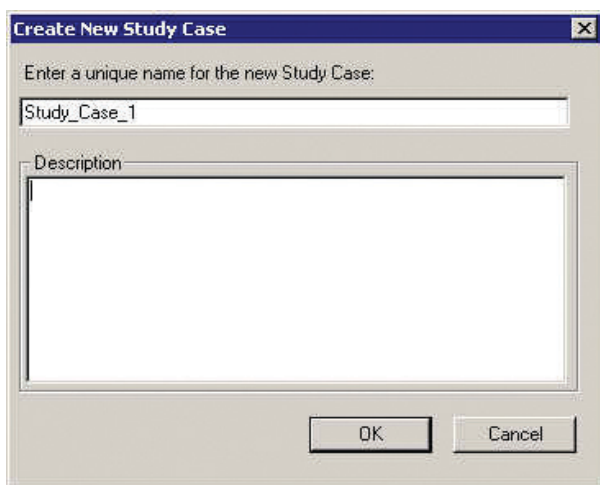 Create New Study Case
Enter a unique name for the new Study Case:
Study_Case_1
Description
OK
Cancel